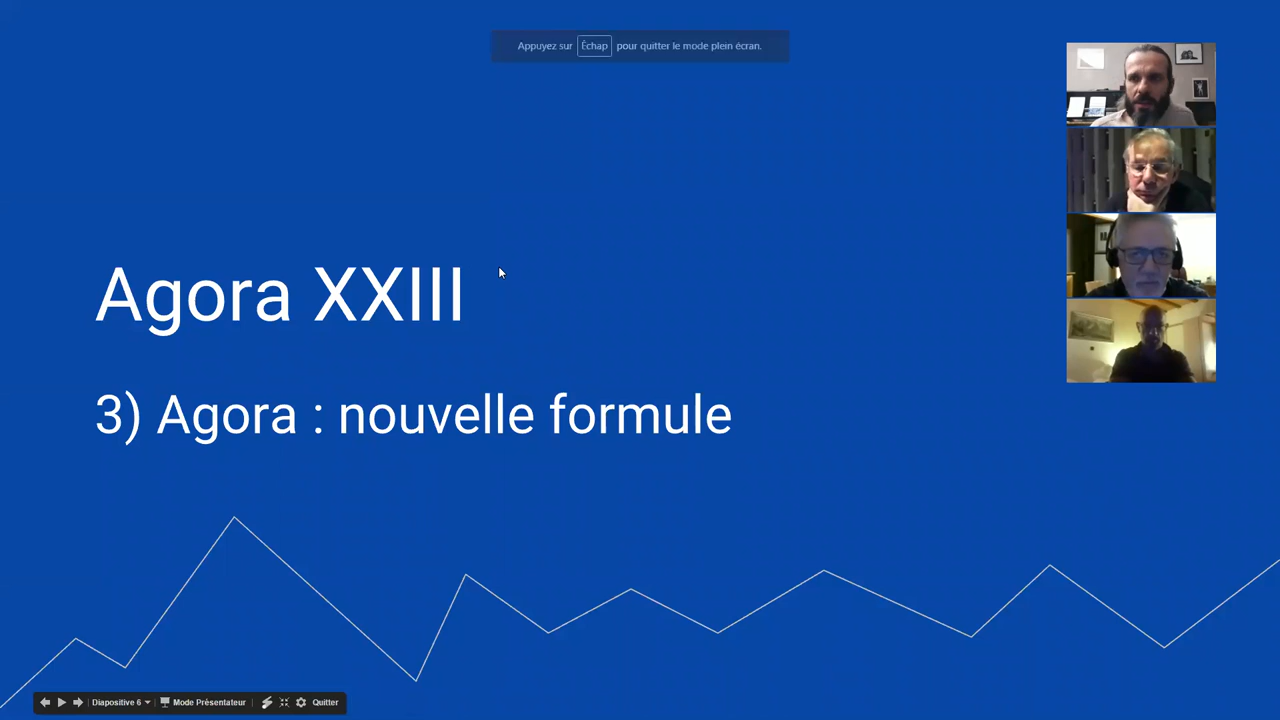 Appuyez sur Échap pour quitter le mode plein écran.
Agora XXIII
3) Agora : nouvelle formule
Diapositive 6
Mode Présentateur
Quitter